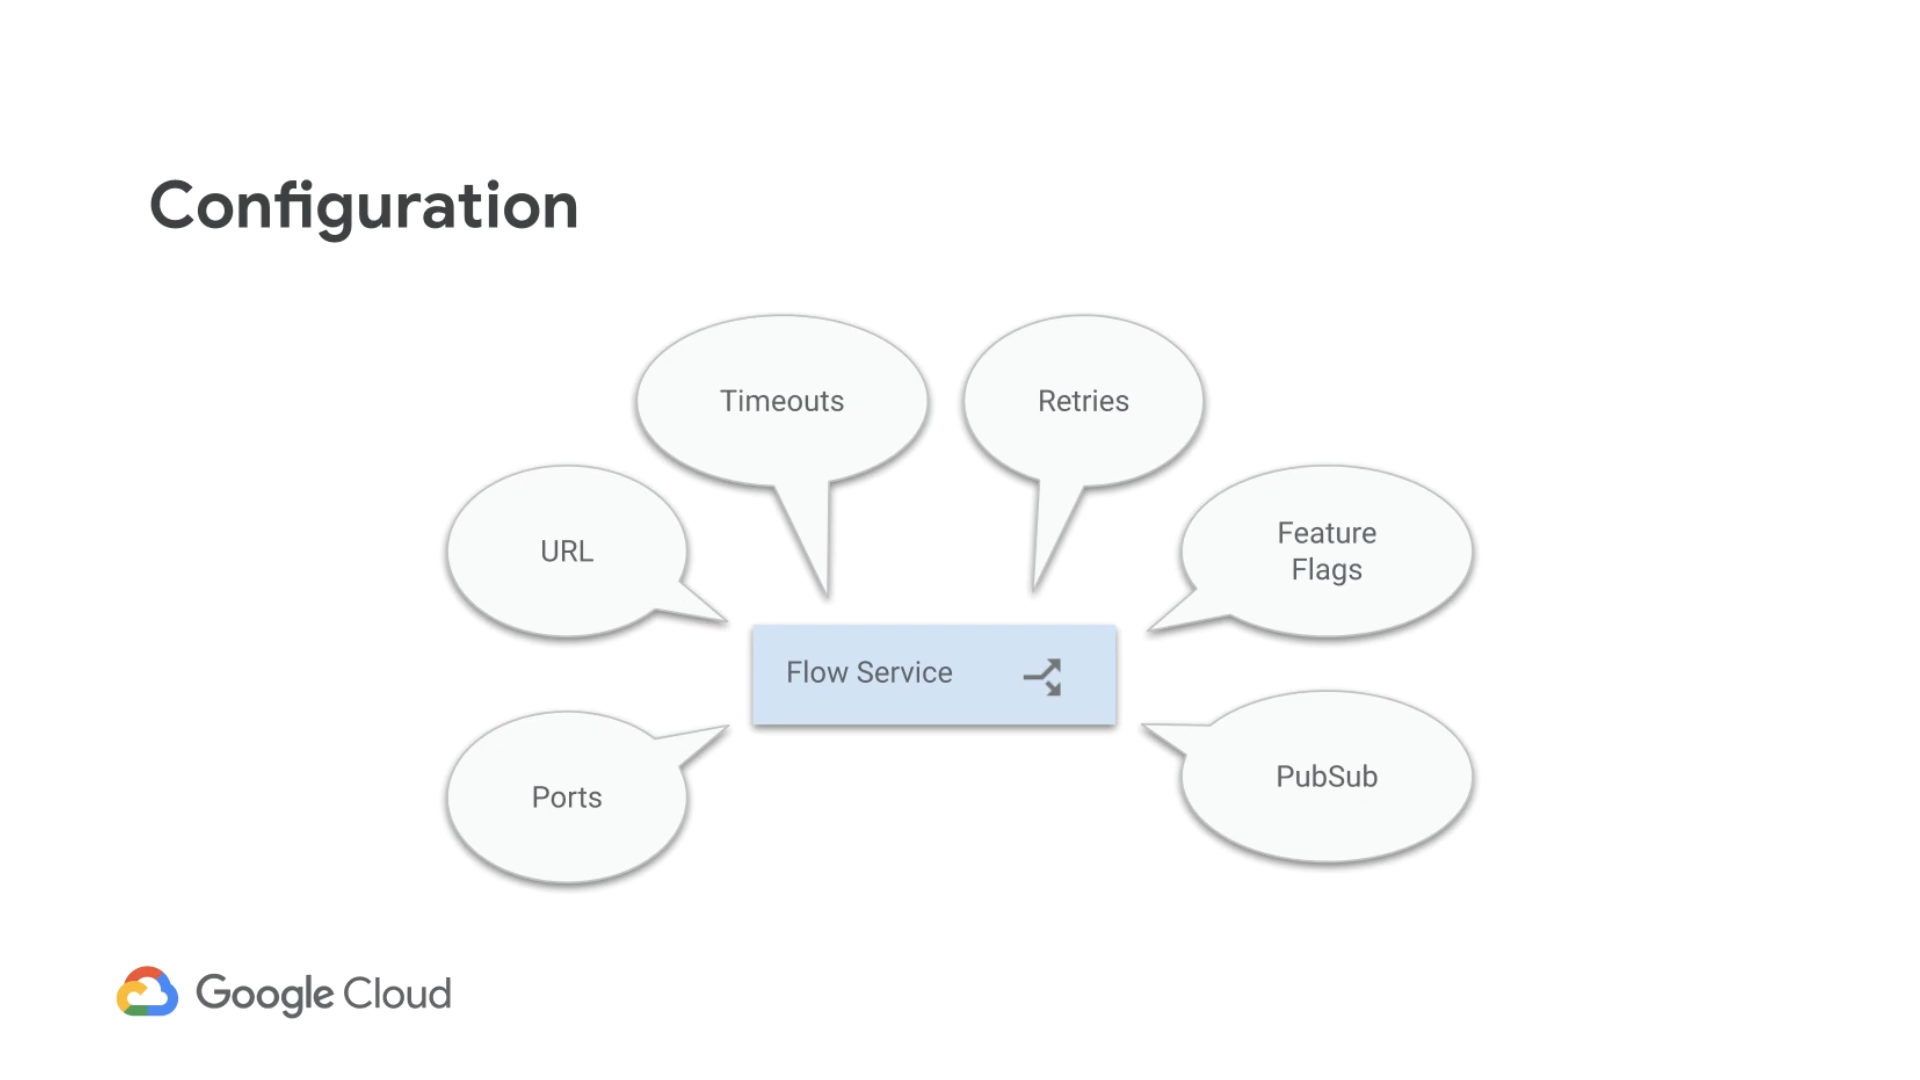 Configuration
Timeouts
Retries
URL
Feature
Flags
Flow Service
Ports
PubSub
Google Cloud